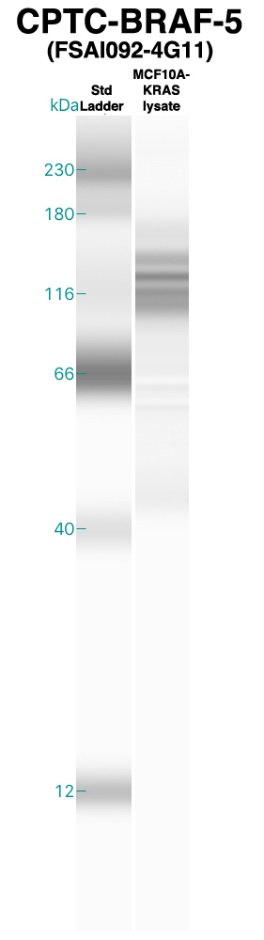 CPTC-BRAF-5
(FSAI092-4G11)
kDa
Std
Ladder
MCF10A-
KRAS
lysate
230
180
116
66
40
12